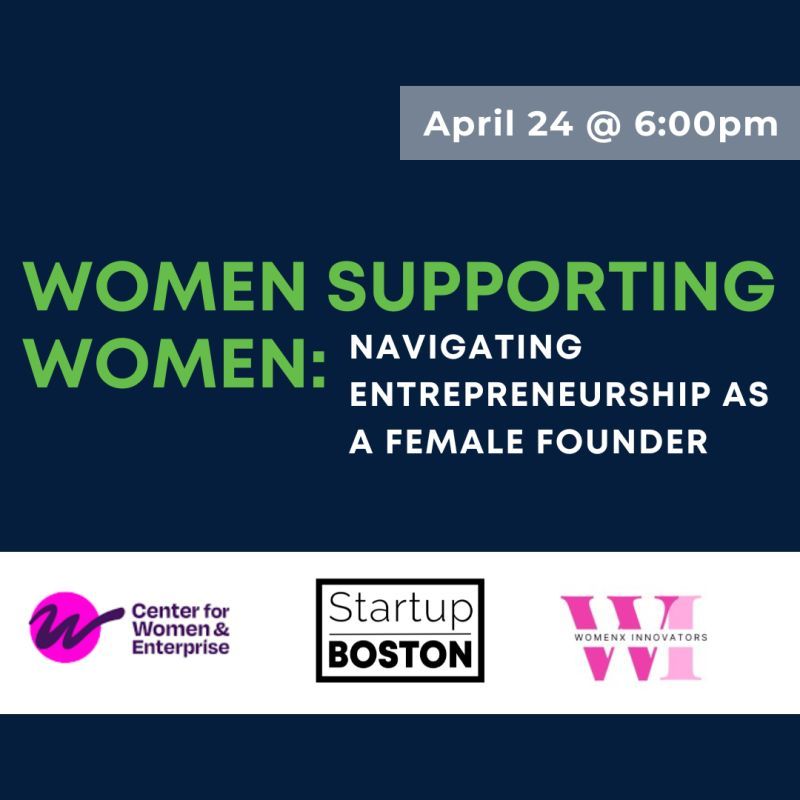 April 24 @ 6:00pm
WOMEN SUPPORTING
WOMEN:
NAVIGATING
ENTREPRENEURSHIP AS
A FEMALE FOUNDER
Center for
Women &
Enterprise
Startup
BOSTON
WI
WOMENX INNOVATORS